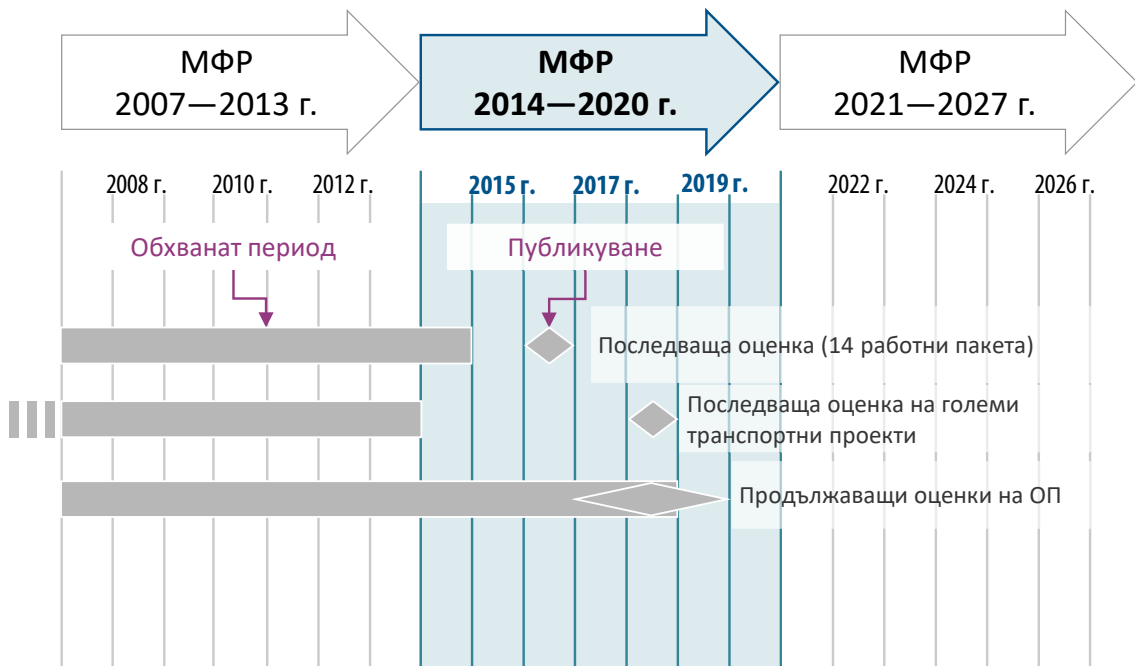 МФР
2007—2013 г.
МФР
2014—2020 г.
МФР
2021—2027 г.
2008 г.
2010 г.
2012 г.
2015 г.
2017 г.
2019 г.
2022 г.
2024 г.
2026 г.
Обхванат период
Публикуване
Последваща оценка (14 работни пакета)
Последваща оценка на големи
транспортни проекти
Продължаващи оценки на ОП